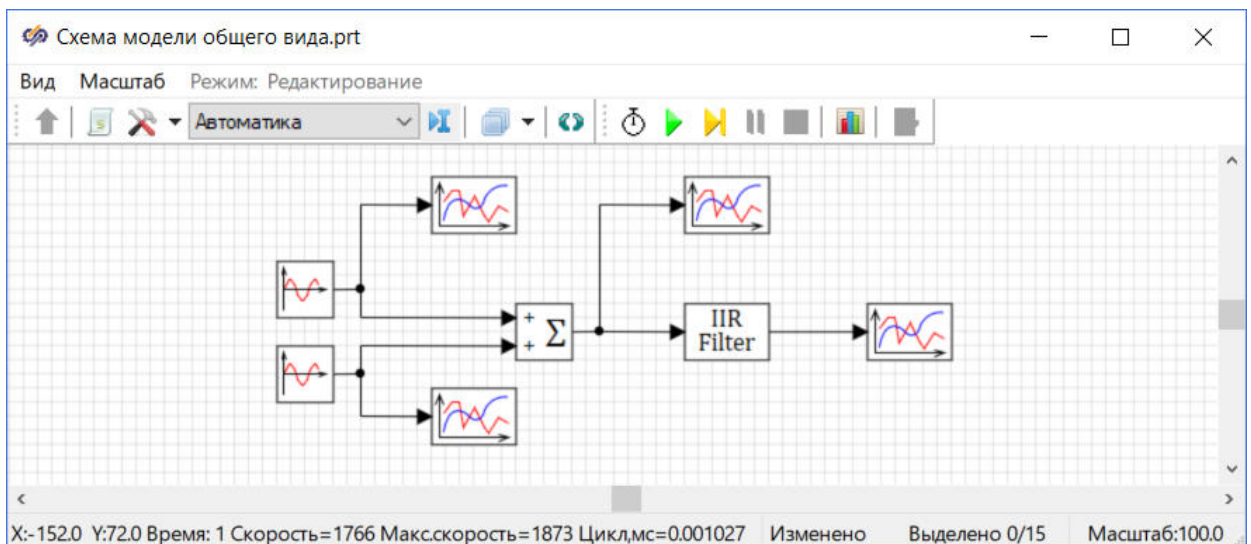 Схема модели общего вида.prt
Вид Масштаб Режим: Редактирование
Автоматика
+
Σ
+
IIR
Filter
X:-152.0 Y:72.0 Время: 1 Скорость=1766 Макс.скорость=1873 Цикл,мс=0.001027 Изменено Выделено 0/15 Масштаб:100.0